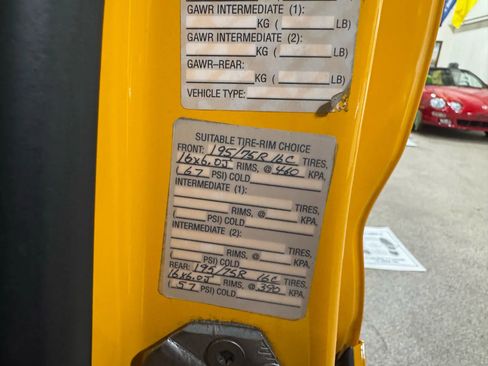 GAWR INTERMEDIATE (1):
KG ( LB)
GAWR INTERMEDIATE (2):
KG ( LB)
GAWR–REAR:
KG ( LB)
VEHICLE TYPE:
SUITABLE TIRE-RIM CHOICE
FRONT: 195/75R 16C TIRES,
16x6.0J RIMS, @ 460 KPA,
( 67 PSI) COLD
INTERMEDIATE (1):
TIRES,
RIMS, @ KPA,
( PSI) COLD
INTERMEDIATE (2):
TIRES,
RIMS, @ KPA,
( PSI) COLD
REAR: 195/75R 16C TIRES,
16x6.0J RIMS, @ 390 KPA,
( 57 PSI) COLD